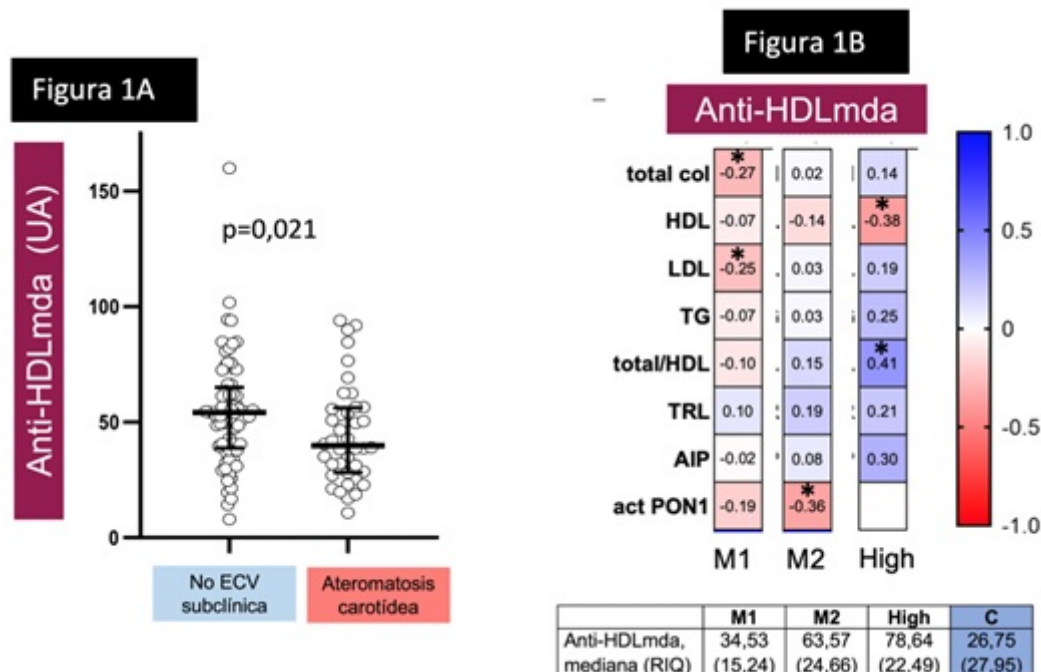 Figura 1A
Anti-HDLmda (UA)
150
100
50
0
p=0,021
No ECV
subclínica
Ateromatosis
carotídea
Figura 1B
Anti-HDLmda
total col * -0.27 0.02 0.14
HDL -0.07 -0.14 * -0.38
LDL * -0.25 0.03 0.19
TG -0.07 0.03 0.25
total/HDL -0.10 0.15 * 0.41
TRL 0.10 0.19 0.21
AIP -0.02 0.08 0.30
act PON1 -0.19 * -0.36
M1 M2 High
1.0
0.5
0
-0.5
-1.0
M1 M2 High C
Anti-HDLmda, 34,53 63,57 78,64 26,75
mediana (RIQ) (15,24) (24,66) (22,49) (27,95)